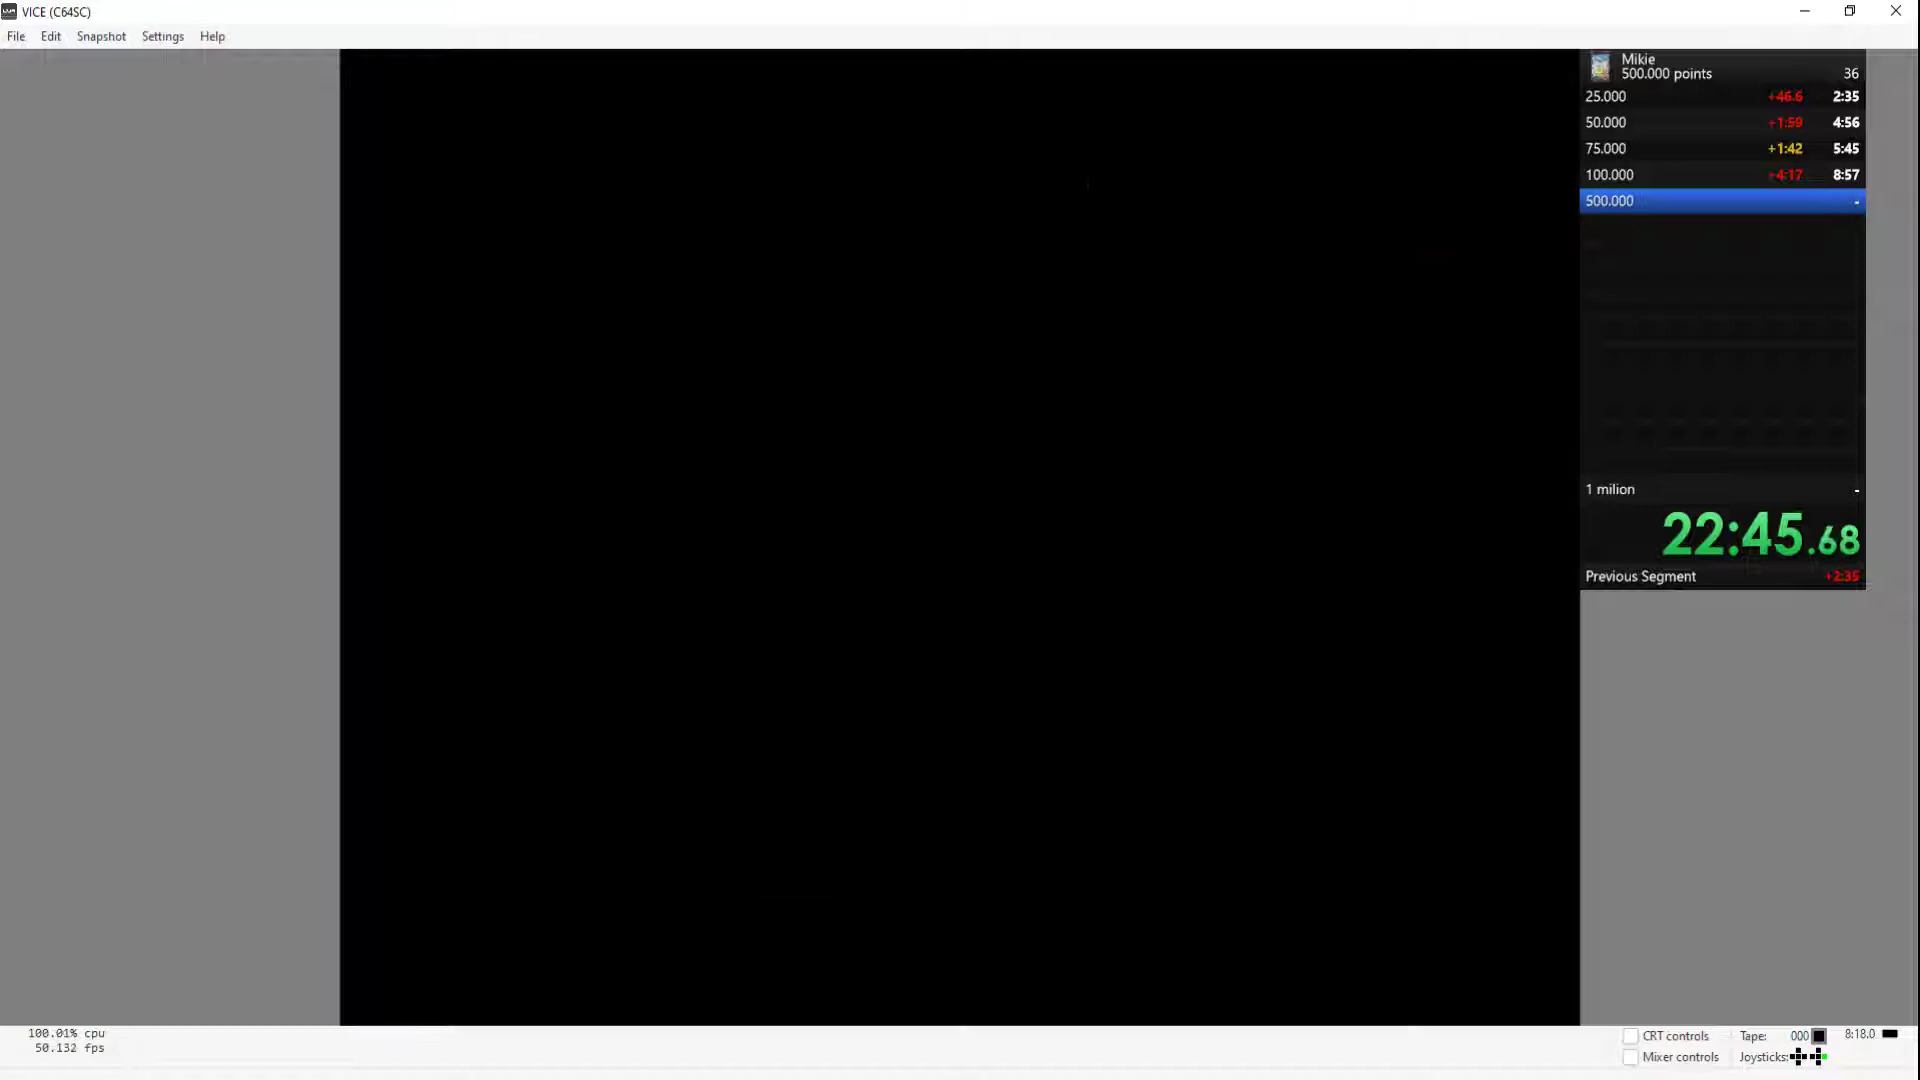 VICE (C64SC)
File Edit Snapshot Settings Help
Mikie
500.000 points 36
25.000 +46.6 2:35
50.000 +1:59 4:56
75.000 +1:42 5:45
100.000 +4:17 8:57
500.000 -
1 milion -
22:45.68
Previous Segment +2:35
100.01% cpu
50.132 fps
CRT controls Tape: 000 8:18.0
Mixer controls Joysticks: